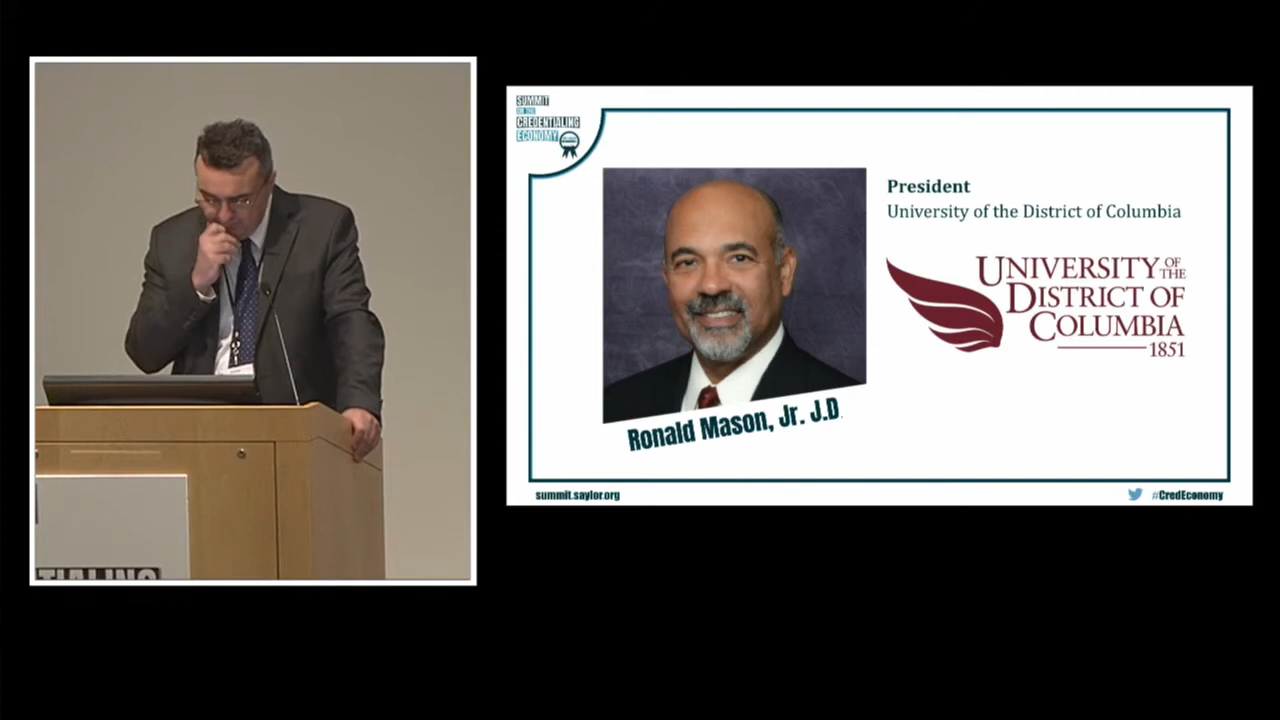 SUMMIT
ON THE
CREDENTIALING
ECONOMY
President
University of the District of Columbia
UNIVERSITY OF THE
DISTRICT OF
COLUMBIA
1851
Ronald Mason, Jr. J.D.
summit.saylor.org
#CredEconomy
TIALING